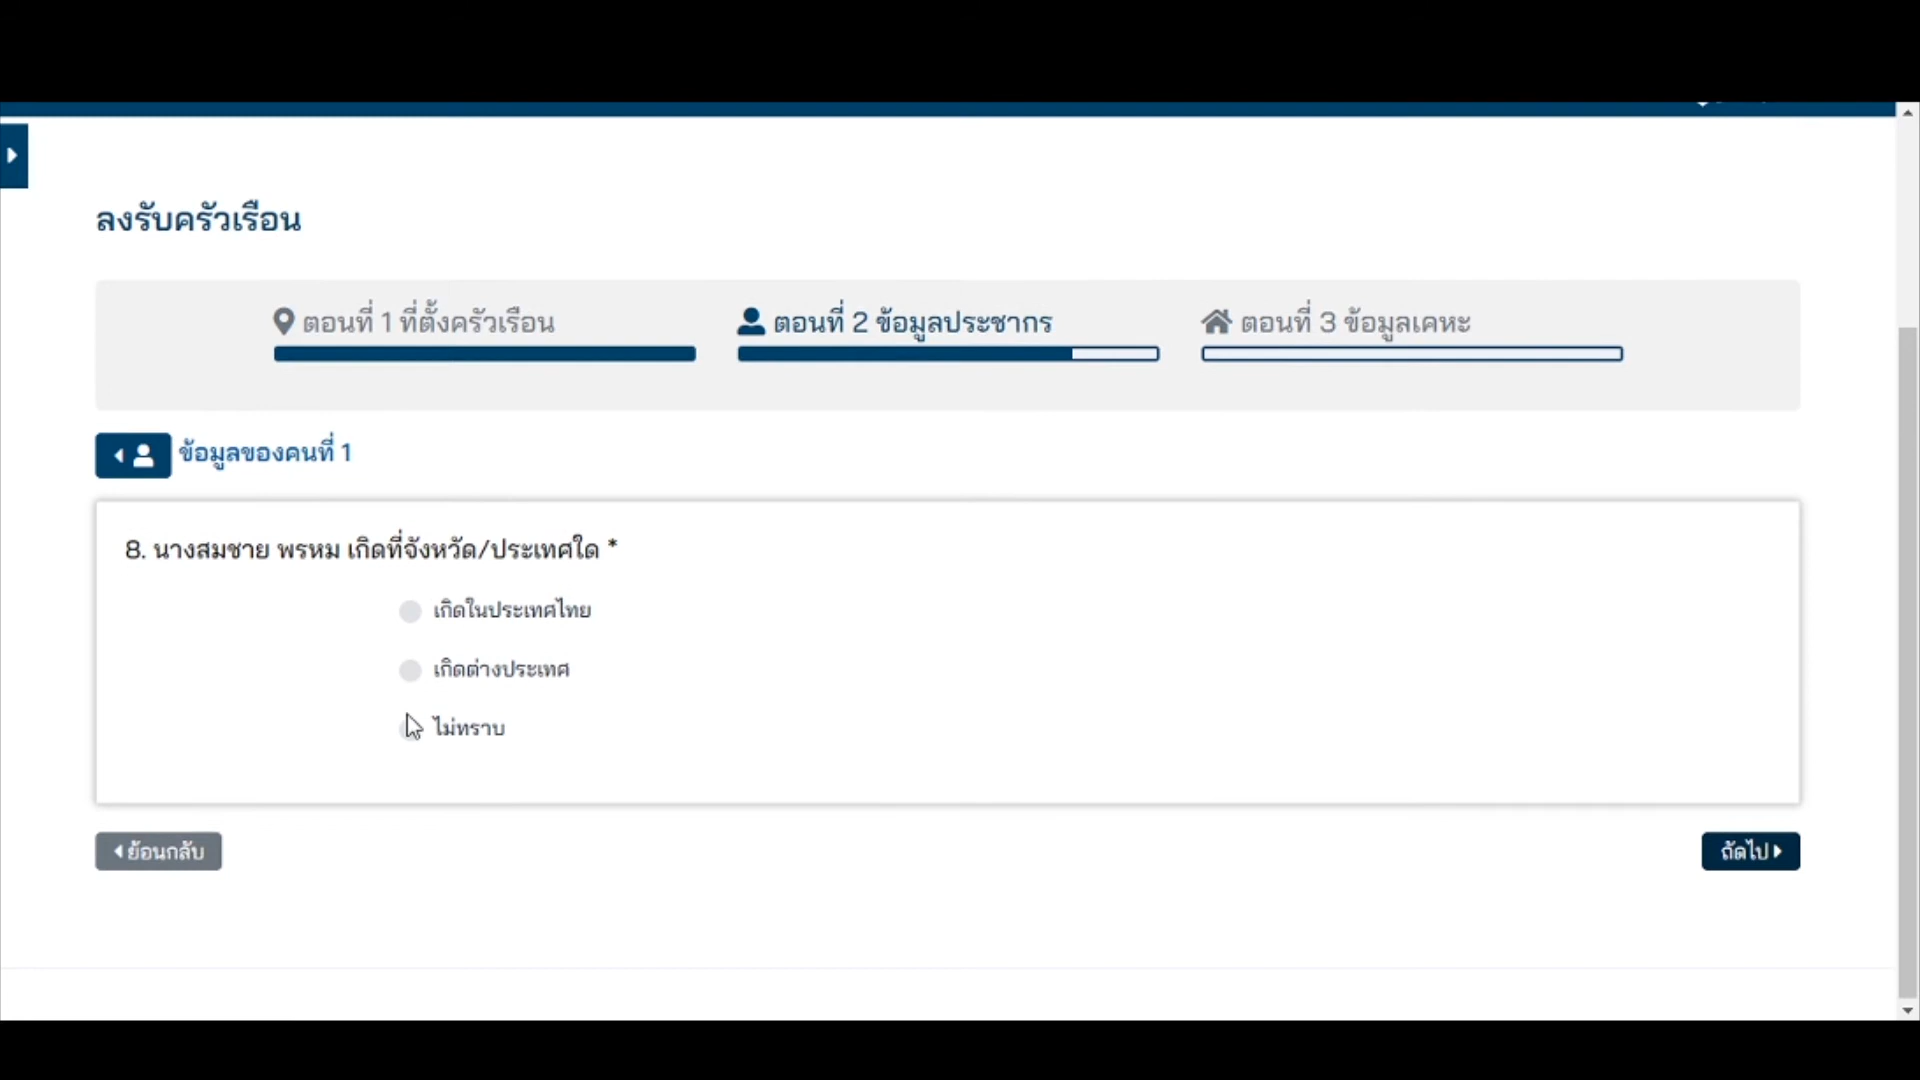 ลงรับครัวเรือน
ตอนที่ 1 ที่ตั้งครัวเรือน
ตอนที่ 2 ข้อมูลประชากร
ตอนที่ 3 ข้อมูลเคหะ
ข้อมูลของคนที่ 1
8. นางสมชาย พรหม เกิดที่จังหวัด/ประเทศใด *
เกิดในประเทศไทย
เกิดต่างประเทศ
ไม่ทราบ
ย้อนกลับ
ถัดไป